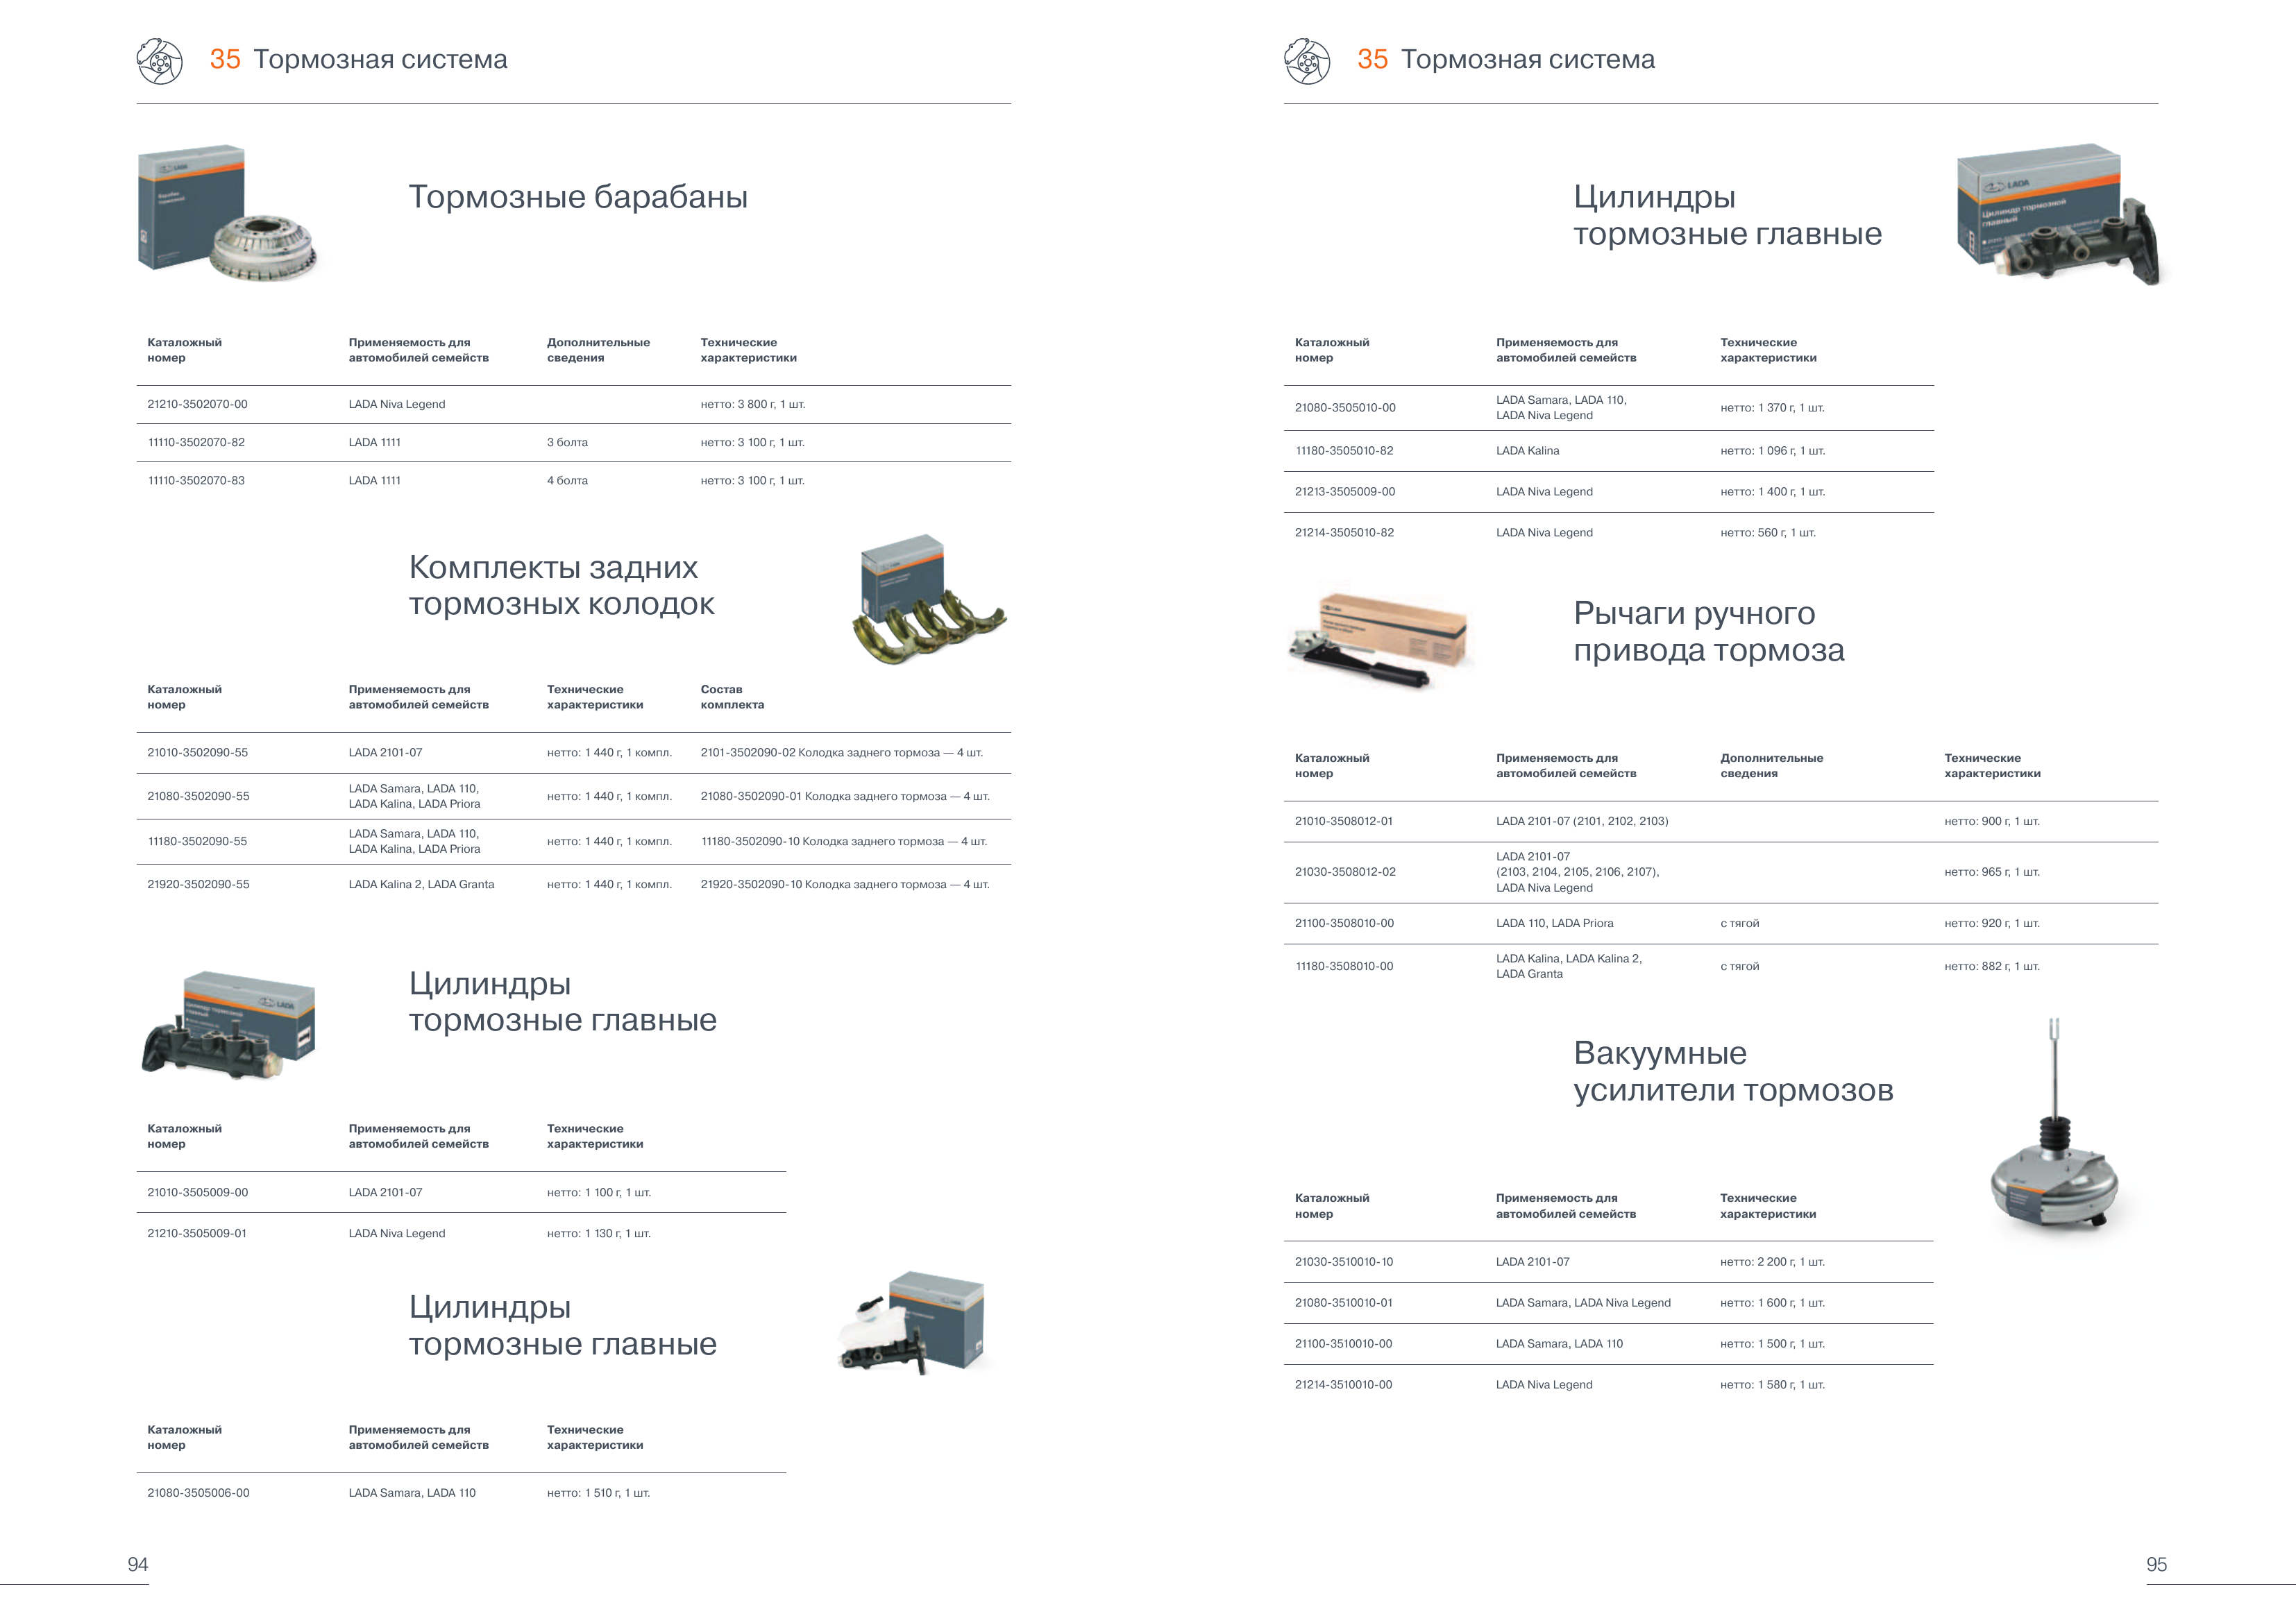 35 Тормозная система
Тормозные барабаны
Каталожный номер | Применяемость для автомобилей семейств | Дополнительные сведения | Технические характеристики
21210-3502070-00 | LADA Niva Legend | | нетто: 3 800 г, 1 шт.
11110-3502070-82 | LADA 1111 | 3 болта | нетто: 3 100 г, 1 шт.
11110-3502070-83 | LADA 1111 | 4 болта | нетто: 3 100 г, 1 шт.
Комплекты задних
тормозных колодок
Каталожный номер | Применяемость для автомобилей семейств | Технические характеристики | Состав комплекта
21010-3502090-55 | LADA 2101-07 | нетто: 1 440 г, 1 компл. | 2101-3502090-02 Колодка заднего тормоза — 4 шт.
21080-3502090-55 | LADA Samara, LADA 110, LADA Kalina, LADA Priora | нетто: 1 440 г, 1 компл. | 21080-3502090-01 Колодка заднего тормоза — 4 шт.
11180-3502090-55 | LADA Samara, LADA 110, LADA Kalina, LADA Priora | нетто: 1 440 г, 1 компл. | 11180-3502090-10 Колодка заднего тормоза — 4 шт.
21920-3502090-55 | LADA Kalina 2, LADA Granta | нетто: 1 440 г, 1 компл. | 21920-3502090-10 Колодка заднего тормоза — 4 шт.
Цилиндры
тормозные главные
Каталожный номер | Применяемость для автомобилей семейств | Технические характеристики
21010-3505009-00 | LADA 2101-07 | нетто: 1 100 г, 1 шт.
21210-3505009-01 | LADA Niva Legend | нетто: 1 130 г, 1 шт.
Цилиндры
тормозные главные
Каталожный номер | Применяемость для автомобилей семейств | Технические характеристики
21080-3505006-00 | LADA Samara, LADA 110 | нетто: 1 510 г, 1 шт.
94
35 Тормозная система
Цилиндры
тормозные главные
LADA
Цилиндр тормозной
главный
Каталожный номер | Применяемость для автомобилей семейств | Технические характеристики
21080-3505010-00 | LADA Samara, LADA 110, LADA Niva Legend | нетто: 1 370 г, 1 шт.
11180-3505010-82 | LADA Kalina | нетто: 1 096 г, 1 шт.
21213-3505009-00 | LADA Niva Legend | нетто: 1 400 г, 1 шт.
21214-3505010-82 | LADA Niva Legend | нетто: 560 г, 1 шт.
Рычаги ручного
привода тормоза
Каталожный номер | Применяемость для автомобилей семейств | Дополнительные сведения | Технические характеристики
21010-3508012-01 | LADA 2101-07 (2101, 2102, 2103) | | нетто: 900 г, 1 шт.
21030-3508012-02 | LADA 2101-07 (2103, 2104, 2105, 2106, 2107), LADA Niva Legend | | нетто: 965 г, 1 шт.
21100-3508010-00 | LADA 110, LADA Priora | с тягой | нетто: 920 г, 1 шт.
11180-3508010-00 | LADA Kalina, LADA Kalina 2, LADA Granta | с тягой | нетто: 882 г, 1 шт.
Вакуумные
усилители тормозов
Каталожный номер | Применяемость для автомобилей семейств | Технические характеристики
21030-3510010-10 | LADA 2101-07 | нетто: 2 200 г, 1 шт.
21080-3510010-01 | LADA Samara, LADA Niva Legend | нетто: 1 600 г, 1 шт.
21100-3510010-00 | LADA Samara, LADA 110 | нетто: 1 500 г, 1 шт.
21214-3510010-00 | LADA Niva Legend | нетто: 1 580 г, 1 шт.
95